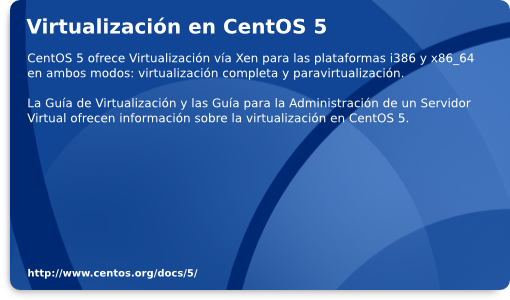 Virtualización en CentOS 5
CentOS 5 ofrece Virtualización vía Xen para las plataformas i386 y x86_64
en ambos modos: virtualización completa y paravirtualización.
La Guía de Virtualización y las Guía para la Administración de un Servidor
Virtual ofrecen información sobre la virtualización en CentOS 5.
http://www.centos.org/docs/5/